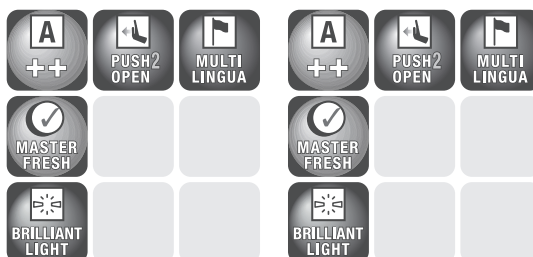 A A
++ PUSH2 OPEN MULTI LINGUA ++ PUSH2 OPEN MULTI LINGUA
MASTER FRESH MASTER FRESH
BRILLIANT LIGHT BRILLIANT LIGHT